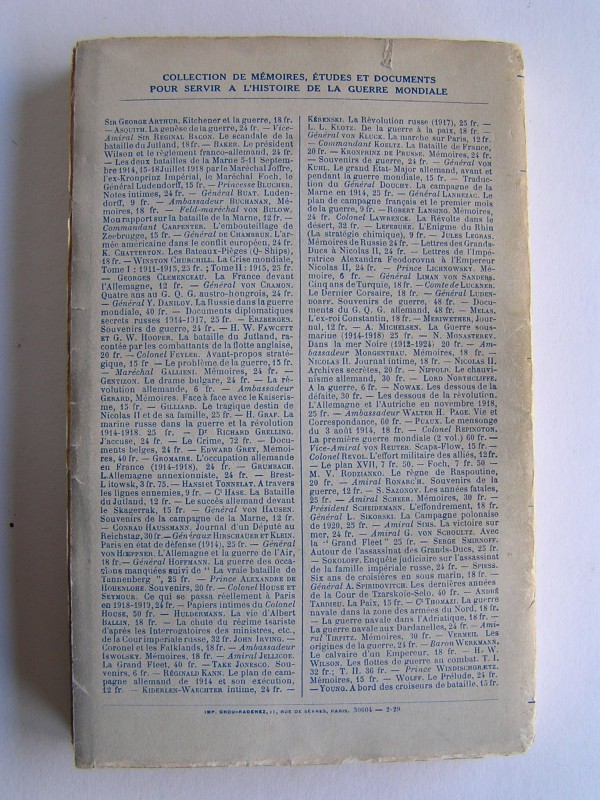 COLLECTION DE MÉMOIRES, ÉTUDES ET DOCUMENTS
POUR SERVIR A L'HISTOIRE DE LA GUERRE MONDIALE
SIR GEORGE ARTHUR. Kitchener et la guerre, 18 fr.
— ASQUITH. La genèse de la guerre, 24 fr. — Vice-
Amiral SIR REGINAL BACON. Le scandale de la
bataille du Jutland, 18 fr. — BAKER. Le président
Wilson et le règlement franco-allemand, 24 fr.
— Les deux batailles de la Marne 5-11 Septem-
bre 1914, 15-18 Juillet 1918 par le Maréchal Joffre,
l'ex-Kronprinz Impérial, le Maréchal Foch, le
Général Ludendorff, 15 fr. — Princesse BLUCHER.
Notes intimes, 24 fr. — Général BUAT. Luden-
dorff, 9 fr. — Ambassadeur BUCHANAN, Mé-
moires, 18 fr. — Feld-maréchal VON BULOW.
Mon rapport sur la bataille de la Marne, 12 fr. —
Commandant CARPENTER. L'embouteillage de
Zeebrugge, 15 fr. — Général DE CHAMBRUN. L'ar-
mée américaine dans le conflit européen, 24 fr.
K. CHATTERTON. Les Bateaux-Pièges (Q- Ships),
18 fr. — WINSTON CHURCHILL. La Crise mondiale,
Tome I : 1911-1915, 25 fr. ; Tome II : 1915, 25 fr.
— GEORGES CLEMENCEAU. La France devant
l'Allemagne, 12 fr. — Général VON CRAMON.
Quatre ans au G. Q. G. austro-hongrois, 24 fr.
— Général Y. DANILOV. La Russie dans la guerre
mondiale, 40 fr. — Documents diplomatiques
secrets russes 1914-1917, 25 fr. — ERZBERGER.
Souvenirs de guerre, 24 fr. — H. W. FAWCETT
et G. W. HOOPER. La bataille du Jutland, racon-
tée par les combattants de la flotte anglaise,
20 fr. — Colonel FEYLER. Avant-propos straté-
gique, 15 fr — Le problème de la guerre, 15 fr.
— Maréchal GALLIENI. Mémoires, 24 fr. —
GENTIZON. Le drame bulgare, 24 fr. — La ré-
volution allemande, 6 fr. — Ambassadeur
GERARD, Mémoires. Face à face avec le Kaiseris-
me, 15 fr. — GILLIARD. Le tragique destin de
Nicolas II et de sa famille, 25 fr. — H. GRAF. La
marine russe dans la guerre et la révolution
1914-1918, 25 fr. — Dr RICHARD GRELLING.
J'accuse, 24 fr. — Le Crime, 72 fr. — Docu-
ments belges, 24 fr. — EDWARD GREY, Mémoi-
res, 40 fr. — GROMAIRE. L'occupation allemande
en France (1914-1918), 24 fr. — GRUMBACH.
L'Allemagne annexionniste, 24 fr. — Brest-
Litowsk, 3 fr. 75. — HANS et TONNELAT. A travers
les lignes ennemies, 9 fr. — Ct HASE. La Bataille
du Jutland, 12 fr. — Le succès allemand devant
le Skagerrak, 15 fr. — Général VON HAUSEN.
Souvenirs de la campagne de la Marne, 12 fr.
— CONRAD HAUSSMANN. Journal d'un Député au
Reichstag, 30 fr. — Généraux HIRSCHAUER et KLEIN.
Paris en état de défense (1914), 25 fr. — Général
VON HŒPFNER. L'Allemagne et la guerre de l'Air,
18 fr. — Général HOFFMANN. La guerre des occa-
sions manquées suivi de " La vraie bataille de
Tannenberg ", 25 fr. — Prince ALEXANDRE DE
HOHENLOHE. Souvenirs, 20 fr. — Colonel HOUSE ET
SEYMOUR. Ce qui se passa réellement à Paris
en 1918-1919, 24 fr. — Papiers intimes du Colonel
HOUSE, 50 fr. — HULDERMANN. La vie d'Albert
BALLIN, 18 fr. — La chute du régime tsariste
d'après les Interrogatoires des ministres, etc.,
de la Cour impériale russe, 32 fr. JOHN IRVING. —
Coronel et les Falklands, 18 fr. — Ambassadeur
ISWOLSKY. Mémoires, 18 fr. — Amiral JELLICOE.
La Grand Fleet, 40 fr. — TAKE JONESCO. Sou-
venirs, 6 fr. — RÉGINALD KANN. Le plan de cam-
pagne allemand de 1914 et son exécution,
12 fr. — KIDERLEN-WAECHTER intime, 24 fr. —
KÉRENSKI. La Révolution russe (1917), 25 fr. —
L. L. KLOTZ. De la guerre à la paix, 18 fr. —
Général VON KLUCK. La marche sur Paris, 12 fr.
— Commandant KOELTZ. La Bataille de France,
20 fr. — KRONPRINZ DE PRUSSE. Mémoires, 24 fr.
— Souvenirs de guerre, 24 fr. — Général VON
KUHL. Le grand Etat-Major allemand, avant et
pendant la guerre mondiale, 15 fr. — Traduc-
tion du Général DOUCHY. La campagne de la
Marne en 1914, 25 fr. — Général LANREZAC. Le
plan de campagne français et le premier mois
de la guerre, 9 fr. — ROBERT LANSING. Mémoires,
24 fr. Colonel LAWRENCE. La Révolte dans le
désert, 32 fr. — LEFEBURE. L'Enigme du Rhin
(La stratégie chimique), 9 fr. — JULES LEGRAS,
Mémoires de Russie 24 fr. — Lettres des Grands-
Ducs à Nicolas II, 24 fr. — Lettres de l'Impé-
ratrice Alexandra Feodorovna à l'Empereur
Nicolas II, 24 fr. — Prince LICHNOWSKY. Mé-
moire, 6 fr. — Général LIMAN VON SANDERS.
Cinq ans de Turquie, 18 fr. — Comte de LUCKNER.
Le Dernier Corsaire, 18 fr. — Général LUDEN-
DORFF. Souvenirs de guerre, 48 fr. — Docu-
ments du G. Q. G. allemand, 48 fr. — MELAS.
L'ex-roi Constantin, 18 fr. — MERIWETHER, Jour-
nal, 12 fr. — A. MICHELSEN. La Guerre sous-
marine (1914-1918) 25 fr. — N. MONASTEREV.
Dans la Mer Noire (1912-1924) 20 fr. — Am-
bassadeur MORGENTHAU. Mémoires, 18 fr. —
NICOLAS II. Journal intime, 18 fr. — NICOLAS II.
Archives secrètes, 20 fr. — NIPPOLD. Le chauvi-
nisme allemand, 30 fr. — LORD NORTHCLIFFE.
A la guerre, 6 fr. — NOWAK. Les dessous de la
défaite, 30 fr. — Les dessous de la révolution.
L'Allemagne et l'Autriche en novembre 1918,
25 fr. — Ambassadeur WALTER H. PAGE. Vie et
Correspondance, 60 fr. — PUAUX. Le mensonge
du 3 août 1914, 18 fr. — Colonel REPINGTON.
La première guerre mondiale (2 vol.) 60 fr. —
Vice-Amiral VON REUTER. Scapa-Flow, 15 fr. —
Colonel REVOL. L'effort militaire des alliés, 12 fr.
— Le plan XVII, 7 fr. 50. — Foch, 7 fr. 50 —
M. V. RODZIANKO. Le règne de Raspoutine,
20 fr. — Amiral RONARC'H. Souvenirs de la
guerre, 12 fr. — S. SAZONOV. Les années fatales,
25 fr. — Amiral SCHEER. Mémoires, 30 fr. —
Président SCHEIDEMANN. L'effondrement, 18 fr.
Général L. SIKORSKI. La Campagne polonaise
de 1920, 25 fr. — Amiral SIMS. La victoire sur
mer, 24 fr. — Amiral G. VON SCHOULTZ. Avec
la " Grand Fleet " 25 fr. — SERGE SMIRNOFF.
Autour de l'assassinat des Grands-Ducs, 25 fr.
— SOKOLOFF. Enquête judiciaire sur l'assassinat
de la famille impériale russe, 24 fr. — SPIESS.
Six ans de croisières en sous marin, 18 fr. —
Général A. SPIRIDOVITCH. Les dernières années
de la Cour de Tzarskoïe-Selo, 40 fr. — ANDRÉ
TARDIEU. La Paix, 15 fr. — Ct THOMAZI. La guerre
navale dans la zone des armées du Nord, 18 fr.
— La guerre navale dans l'Adriatique, 18 fr. —
La guerre navale aux Dardanelles, 24 fr. — Ami-
ral TIRPITZ. Mémoires, 30 fr. — VERMEIL. Les
origines de la guerre, 24 fr. — Baron WERKMANN.
Le calvaire d'un Empereur, 18 fr. — H. W.
WILSON. Les flottes de guerre au combat. T. I.
32 fr. ; T. II. 36 fr. — Prince WINDISCHGRETZ.
Mémoires, 15 fr. — WOLFF. Le Prélude, 24 fr.
— YOUNG. A bord des croiseurs de bataille, 15 fr.
IMP. CROU-RADENEZ, 11, RUE DE SÈVRES, PARIS. 30604 — 2-29.